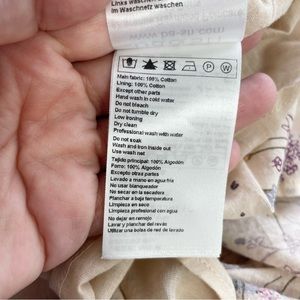 Links waschen
im Waschnetz waschen
www.ba-sh.com
P W
Main fabric: 100% Cotton
Lining: 100% Cotton
Except other parts
Hand wash in cold water
Do not bleach
Do not tumble dry
Low ironing
Dry clean
Professional wash with water
Do not soak
Wash and iron inside out
Use wash net
Tejido principal: 100% Algodón
Forro: 100% Algodón
Excepto otras partes
Lavado a mano en agua fría
No usar blanqueador
No secar en la secadora
Planchar a baja temperatura
Limpieza en seco
Limpieza profesional con agua
No dejar en remojo
Lavar y planchar del revés
Utilizar una bolsa de red de lavado